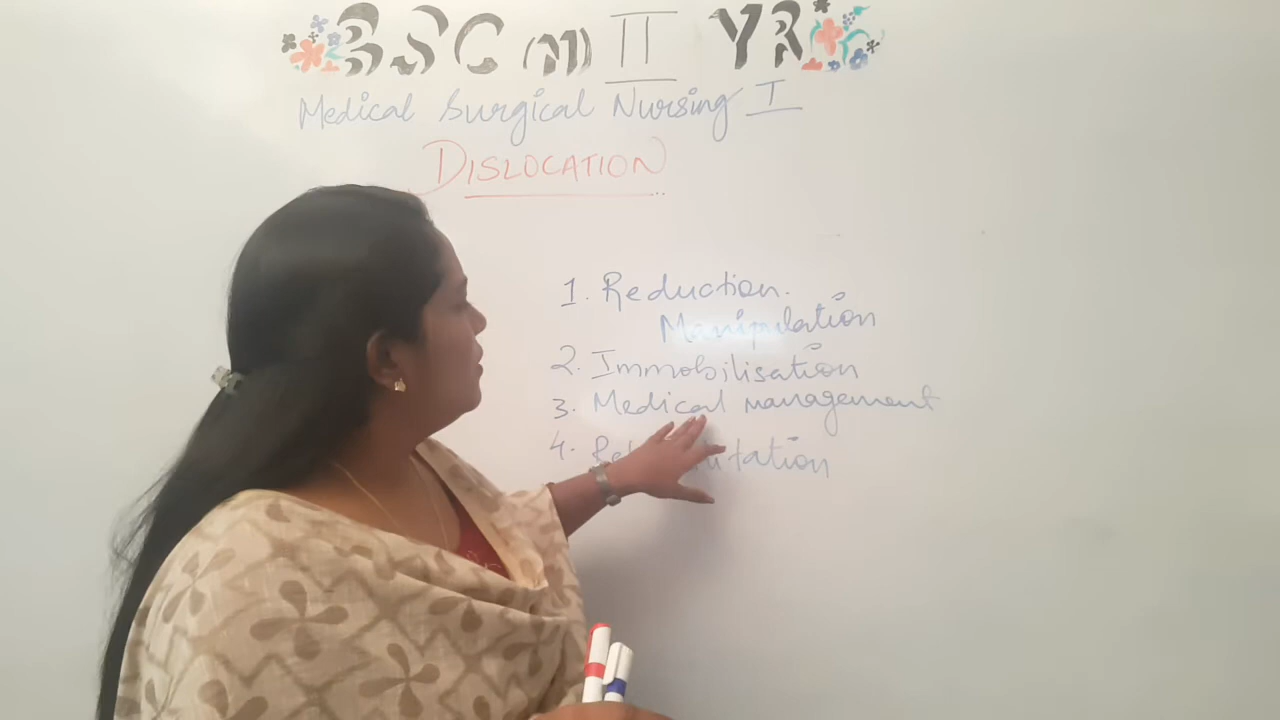 BSC (N) II YR
Medical Surgical Nursing I
DISLOCATION
1. Reduction.
Manipulation
2. Immobilisation
3. Medical management
4.